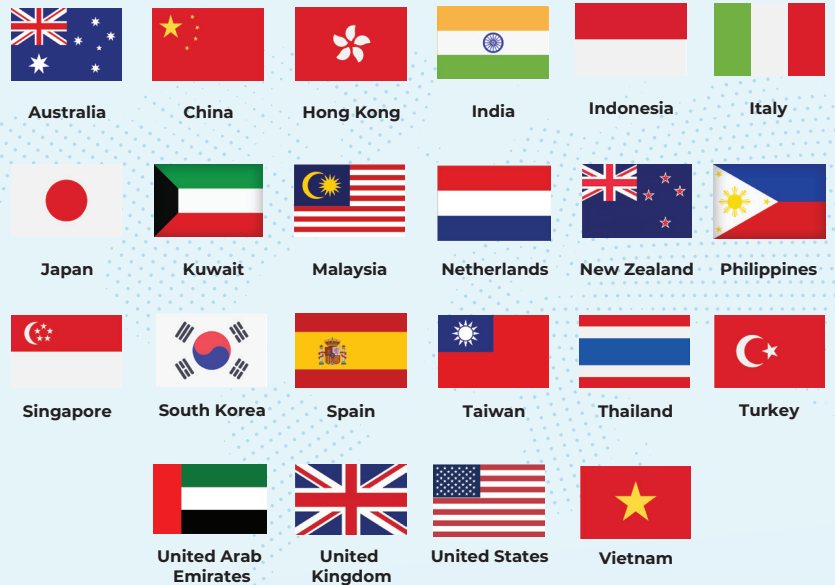 Australia
China
Hong Kong
India
Indonesia
Italy
Japan
Kuwait
Malaysia
Netherlands
New Zealand
Philippines
Singapore
South Korea
Spain
Taiwan
Thailand
Turkey
United Arab
Emirates
United
Kingdom
United States
Vietnam